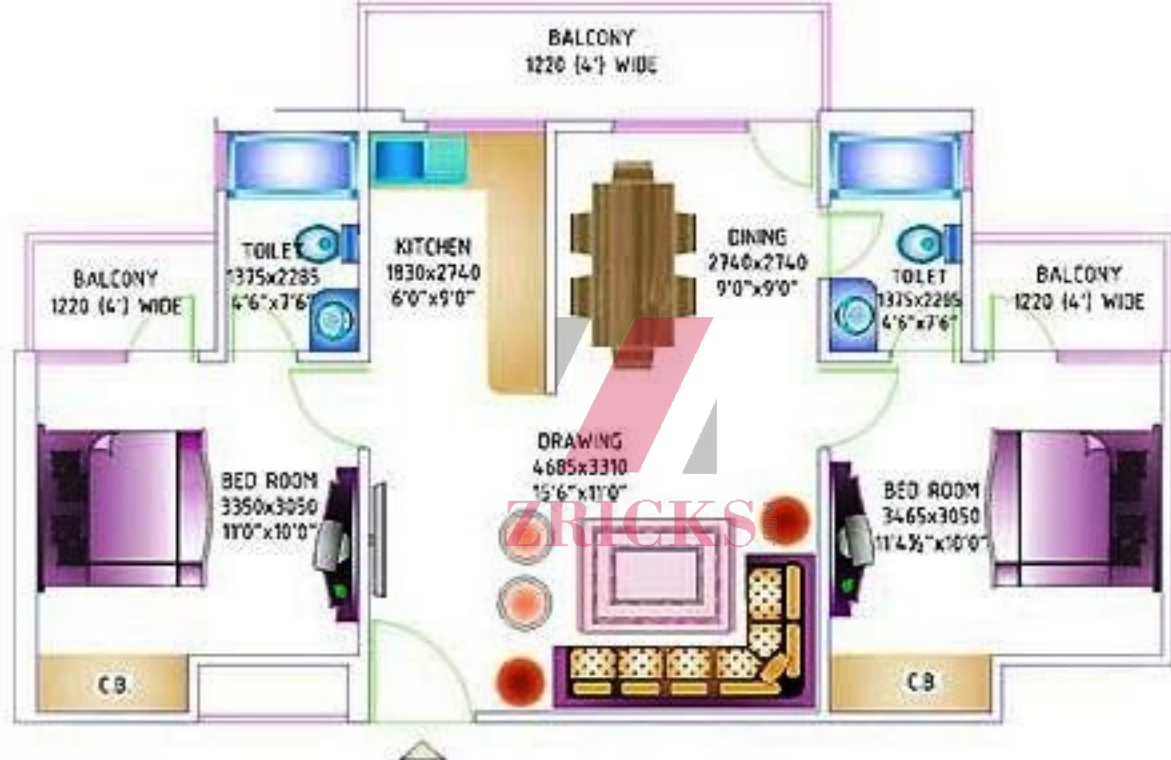 BALCONY
1220 (4') WIDE
BALCONY
1220 (4') WIDE
TOILET
1375x2285
4'6"x7'6"
KITCHEN
1830x2740
6'0"x9'0"
DINING
2740x2740
9'0"x9'0"
TOILET
1375x2285
4'6"x7'6"
BALCONY
1220 (4') WIDE
BED ROOM
3350x3050
11'0"x10'0"
DRAWING
4685x3310
15'6"x11'0"
ZRICKS
BED ROOM
3465x3050
11'4½"x10'0"
C.B.
C.B